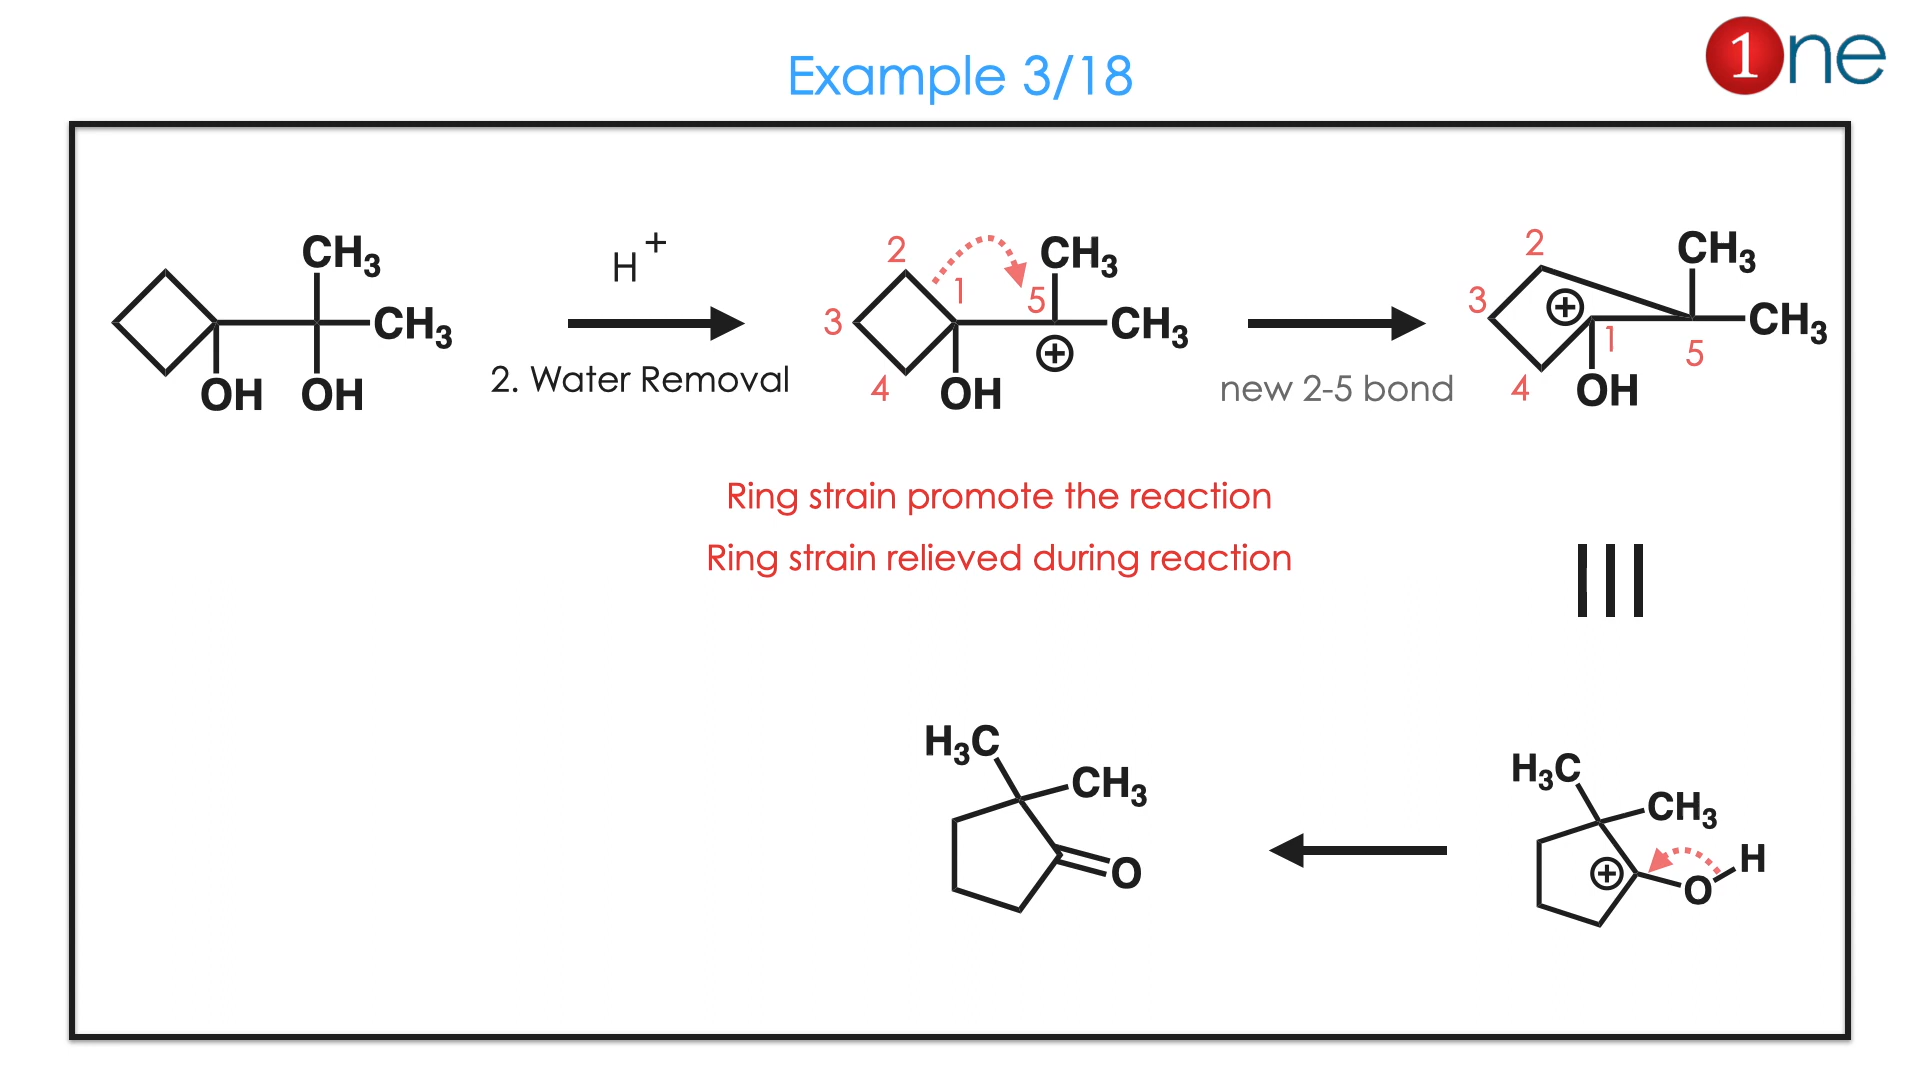 1ne
Example 3/18
CH3
CH3
OH OH
H+
2. Water Removal
2
1
3
4
5
CH3
CH3
⊕
OH
new 2-5 bond
2
3
⊕
1
4
5
CH3
CH3
OH
Ring strain promote the reaction
Ring strain relieved during reaction
H3C
CH3
O
H3C
CH3
⊕
O
H